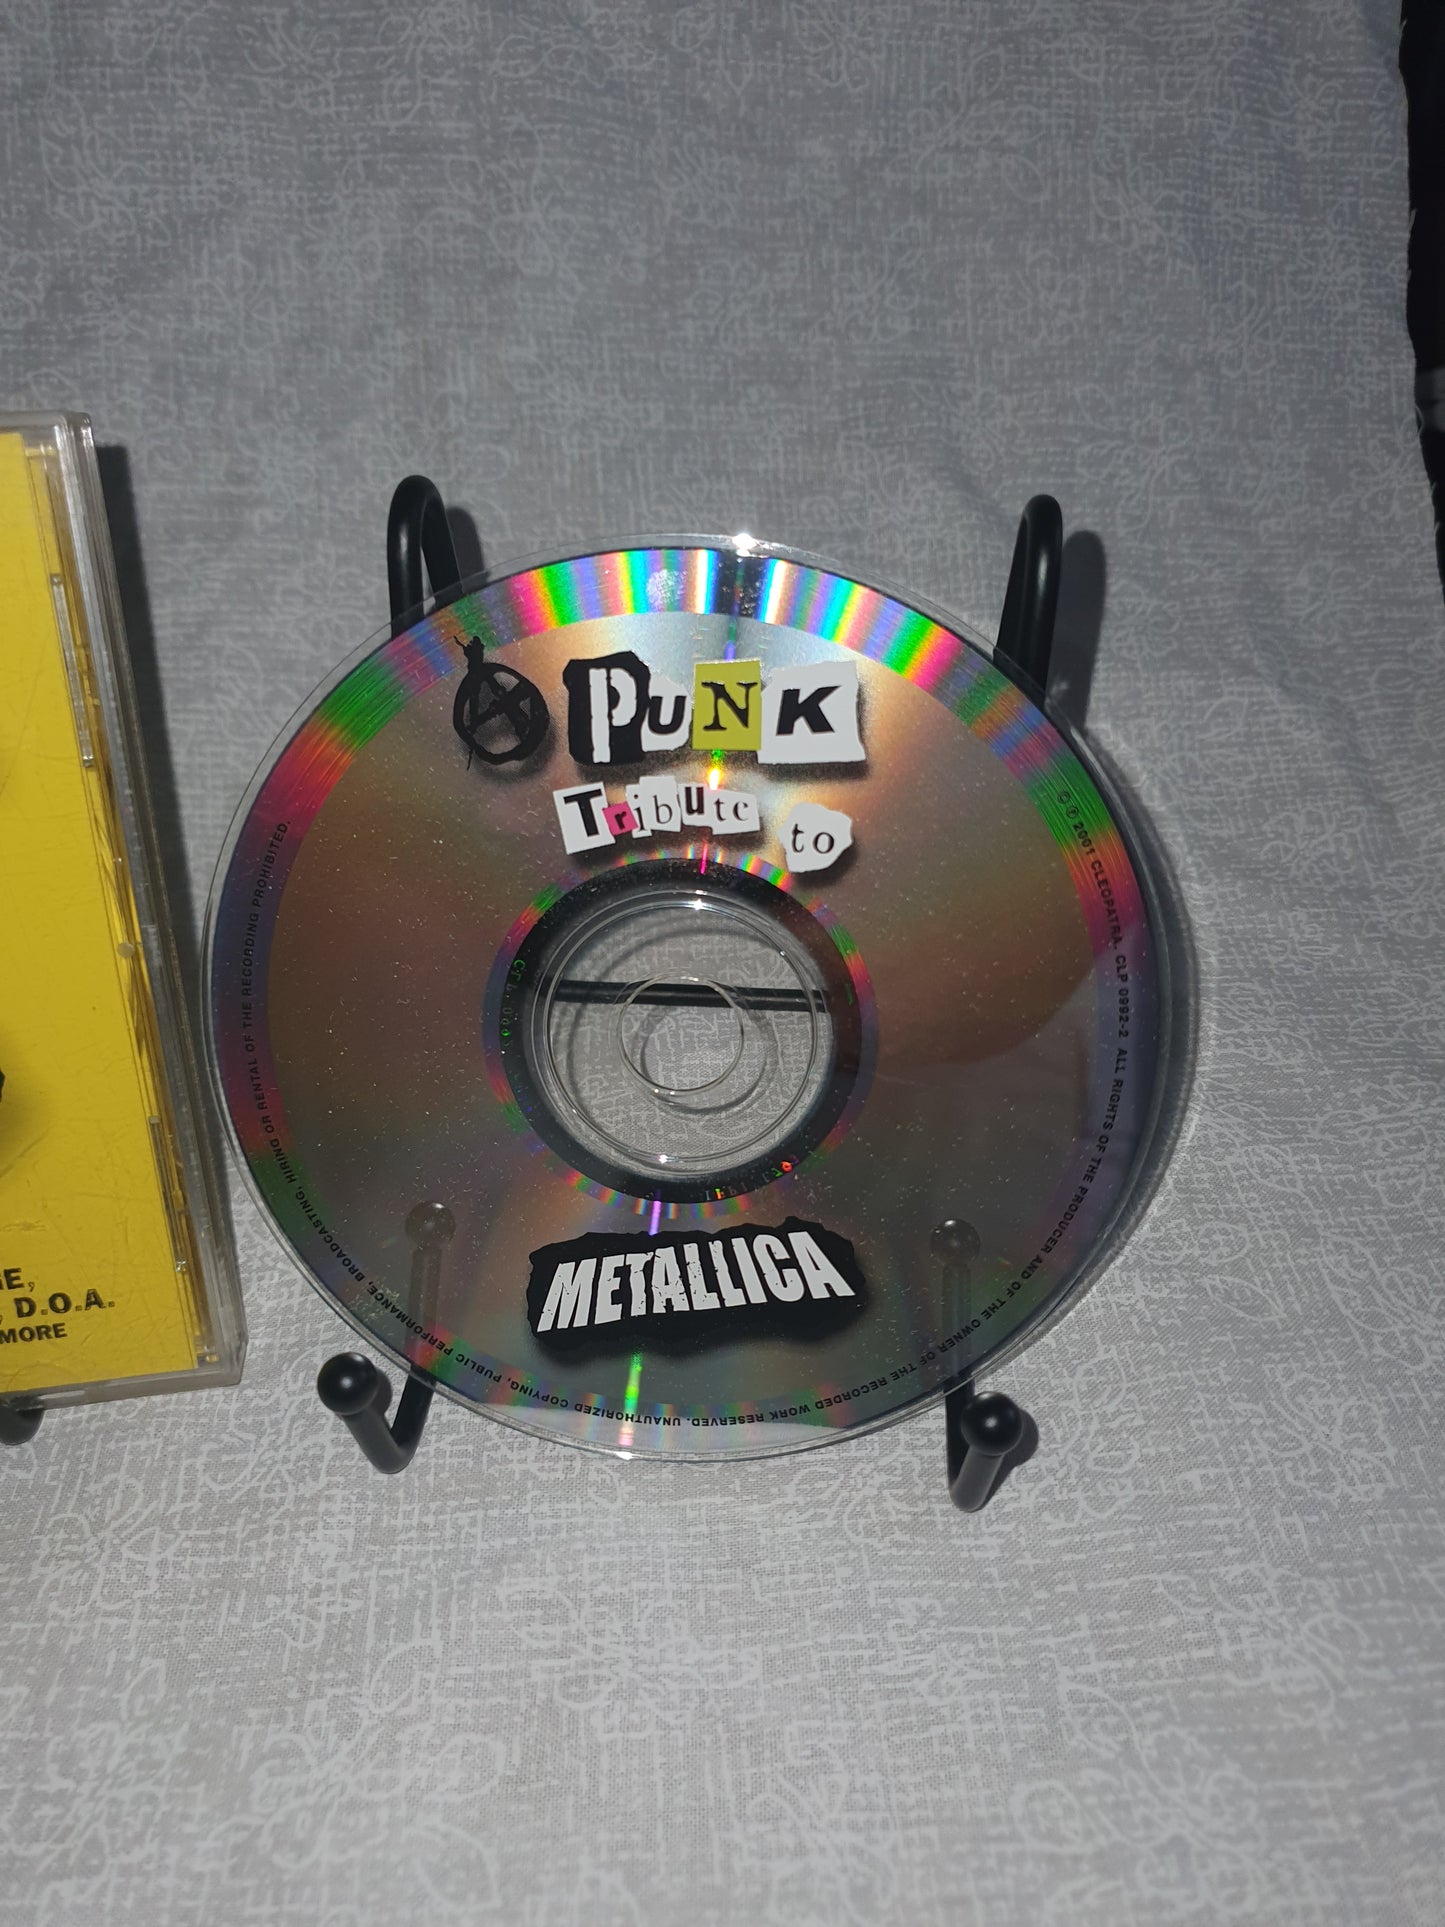 A PUNK
Tribute to
METALLICA
© ℗ 2001 CLEOPATRA. CLP 0992-2 ALL RIGHTS OF THE PRODUCER AND OF THE OWNER OF THE RECORDED WORK RESERVED. UNAUTHORIZED COPYING, PUBLIC PERFORMANCE, BROADCASTING, HIRING OR RENTAL OF THE RECORDING PROHIBITED.
D.O.A.
MORE